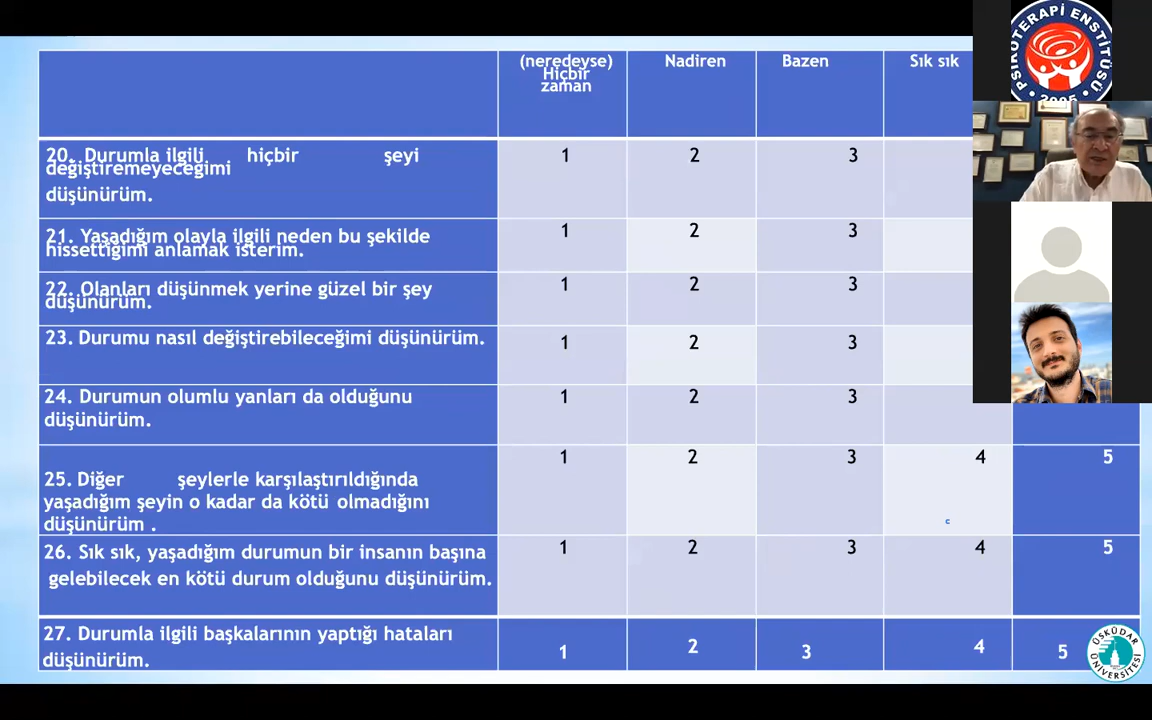 (neredeyse)
Hiçbir
zaman
Nadiren
Bazen
Sık sık
PSİKOTERAPİ ENSTİTÜSÜ
2005
20. Durumla ilgili hiçbir şeyi
değiştiremeyeceğimi
düşünürüm.
1 2 3
21. Yaşadığım olayla ilgili neden bu şekilde
hissettiğimi anlamak isterim.
1 2 3
22. Olanları düşünmek yerine güzel bir şey
düşünürüm.
1 2 3
23. Durumu nasıl değiştirebileceğimi düşünürüm.
1 2 3
24. Durumun olumlu yanları da olduğunu
düşünürüm.
1 2 3
25. Diğer şeylerle karşılaştırıldığında
yaşadığım şeyin o kadar da kötü olmadığını
düşünürüm .
1 2 3 4 5
c
26. Sık sık, yaşadığım durumun bir insanın başına
gelebilecek en kötü durum olduğunu düşünürüm.
1 2 3 4 5
27. Durumla ilgili başkalarının yaptığı hataları
düşünürüm.
1 2 3 4 5
ÜSKÜDAR
ÜNİVERSİTESİ